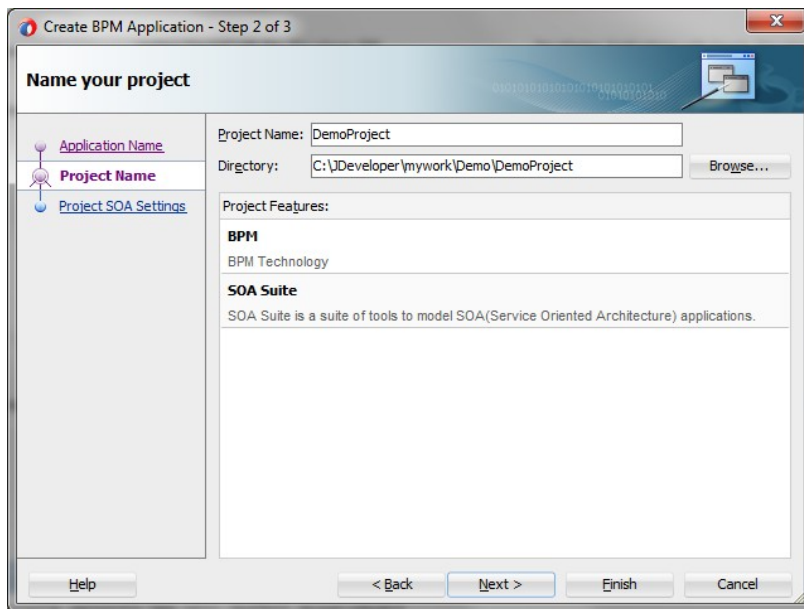 Create BPM Application - Step 2 of 3
Name your project
Application Name
Project Name
Project SOA Settings
Project Name: DemoProject
Directory: C:\JDeveloper\mywork\Demo\DemoProject Browse...
Project Features:
BPM
BPM Technology
SOA Suite
SOA Suite is a suite of tools to model SOA(Service Oriented Architecture) applications.
Help < Back Next > Finish Cancel